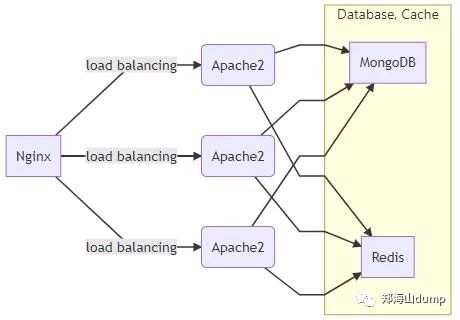 Database, Cache
load balancing
Apache2
MongoDB
Nginx
load balancing
Apache2
load balancing
Apache2
Redis
郑海山dump